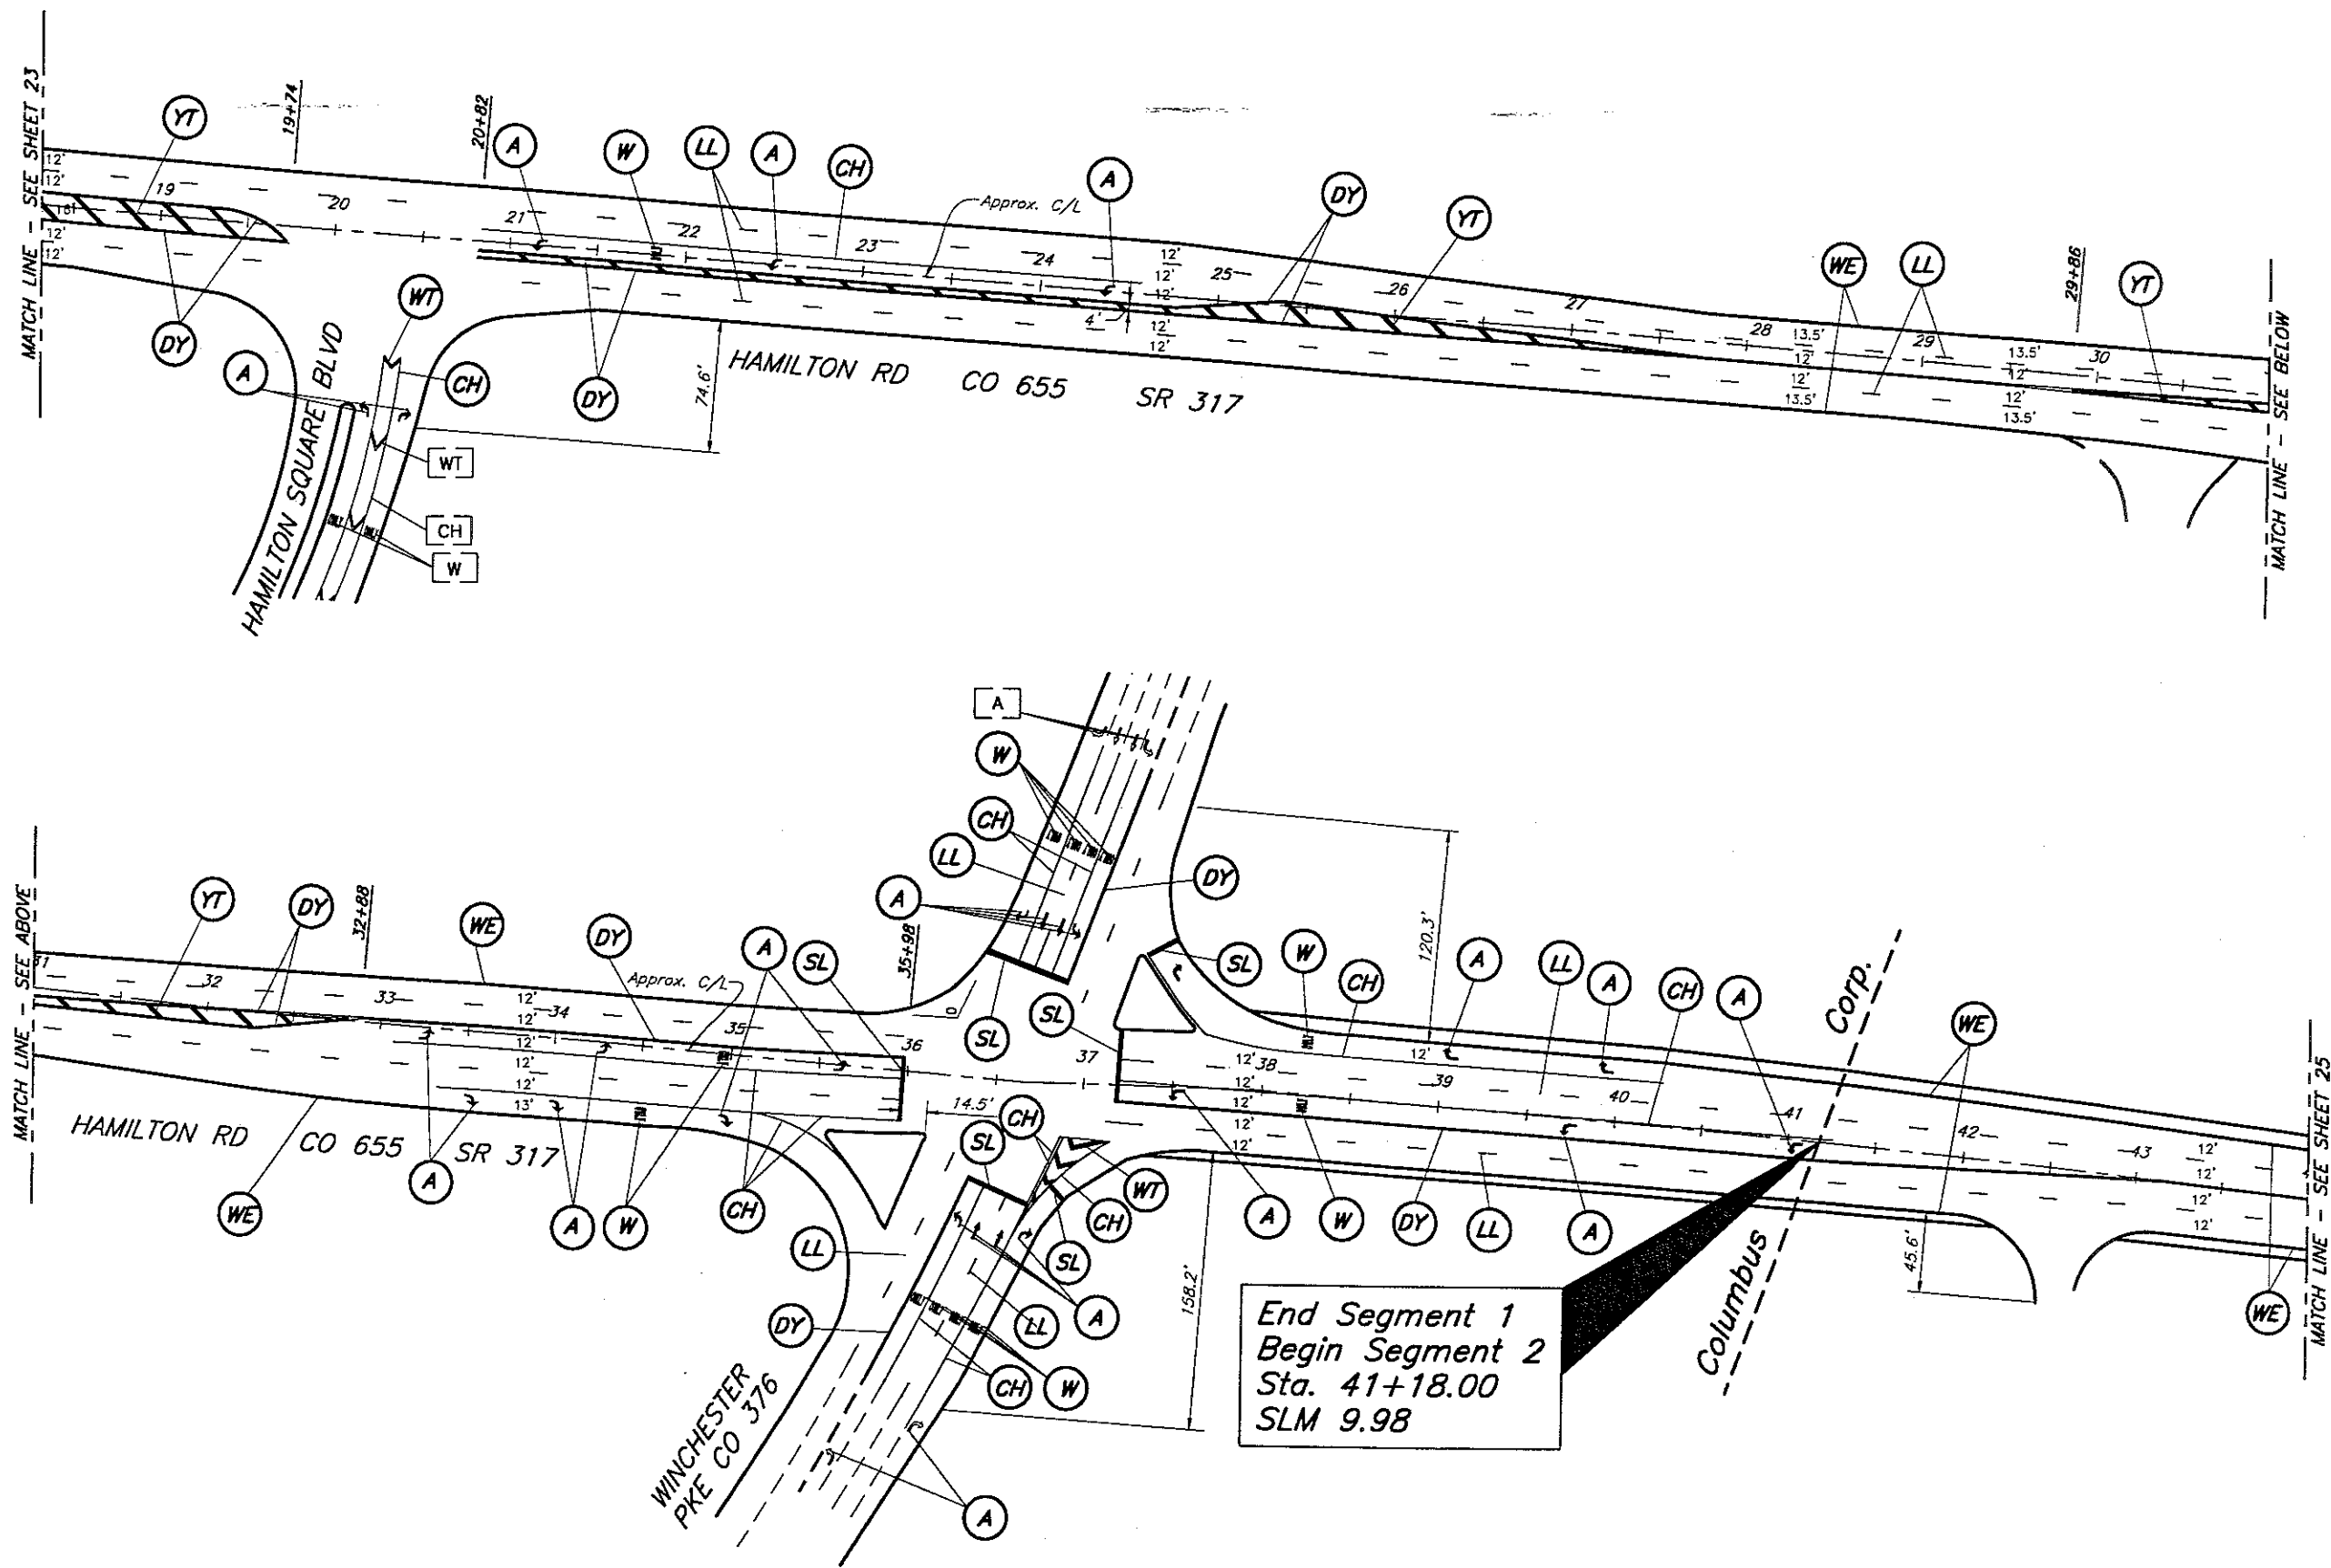 MATCH LINE - SEE SHEET 23
19+74
20+82
YT
A
W
LL
A
CH
A
DY
YT
WE
LL
29+86
YT
12'
12'
19
20
21
22
23
Approx. C/L
24
25
26
27
28
29
30
12'
12'
12'
4'
12'
12'
13.5'
12'
12'
13.5'
13.5'
12'
12'
13.5'
8'
12'
12'
DY
WT
A
CH
DY
74.6'
HAMILTON RD CO 655 SR 317
HAMILTON SQUARE BLVD
WT
CH
W
MATCH LINE - SEE BELOW
A
W
CH
LL
A
DY
120.3'
MATCH LINE - SEE ABOVE
YT
DY
32+88
WE
DY
A
SL
35+98
SL
SL
SL
W
CH
A
LL
A
CH
A
Corp.
WE
31
32
33
34
Approx. C/L
35
36
37
38
39
40
41
42
43
12'
12'
12'
12'
12'
13'
12'
12'
12'
12'
12'
12'
12'
12'
12'
14.5'
HAMILTON RD CO 655 SR 317
WE
A
A
W
CH
LL
DY
SL
CH
WT
CH
SL
A
LL
CH
W
A
158.2'
A
W
DY
LL
A
45.6'
WE
Columbus
End Segment 1
Begin Segment 2
Sta. 41+18.00
SLM 9.98
WINCHESTER
PKE CO 376
MATCH LINE - SEE SHEET 25